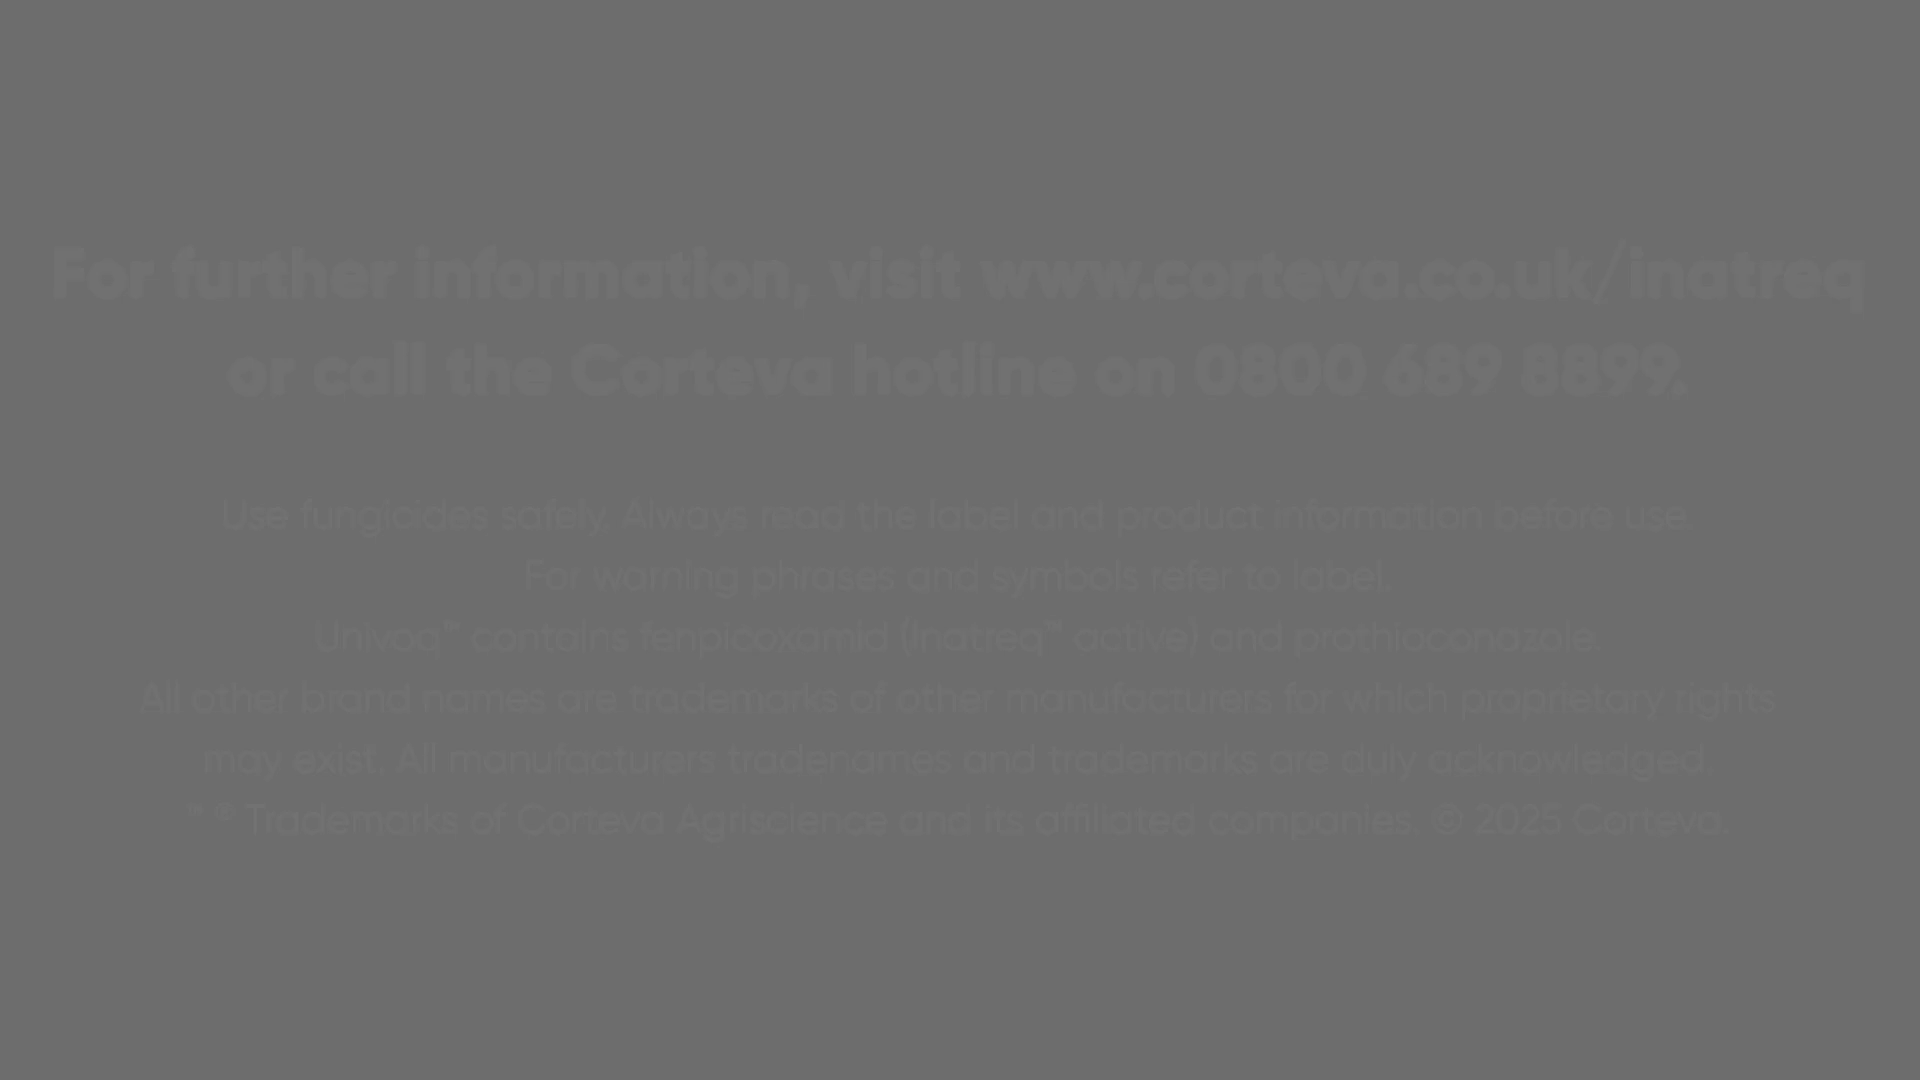 For further information, visit www.corteva.co.uk/inatreq
or call the Corteva hotline on 0800 689 8899.
Use fungicides safely. Always read the label and product information before use.
For warning phrases and symbols refer to label.
Univoq™ contains fenpicoxamid (Inatreq™ active) and prothioconazole.
All other brand names are trademarks of other manufacturers for which proprietary rights
may exist. All manufacturers tradenames and trademarks are duly acknowledged.
™ ® Trademarks of Corteva Agriscience and its affiliated companies. © 2025 Corteva.